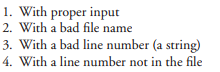 1. With proper input
2. With a bad file name
3. With a bad line number (a string)
4. With a line number not in the file